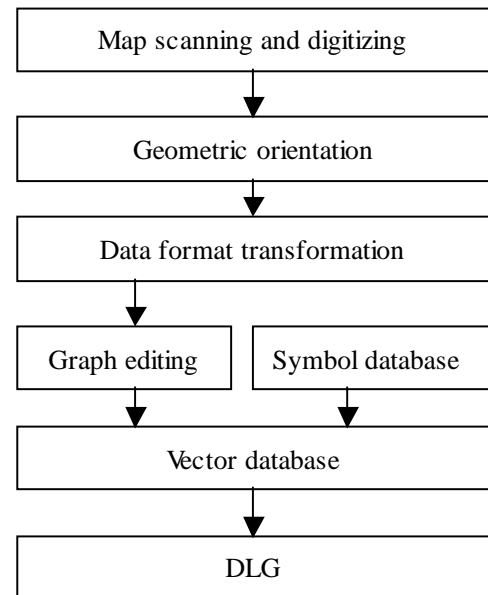 Map scanning and digitizing
Geometric orientation
Data format transformation
Graph editing
Symbol database
Vector database
DLG